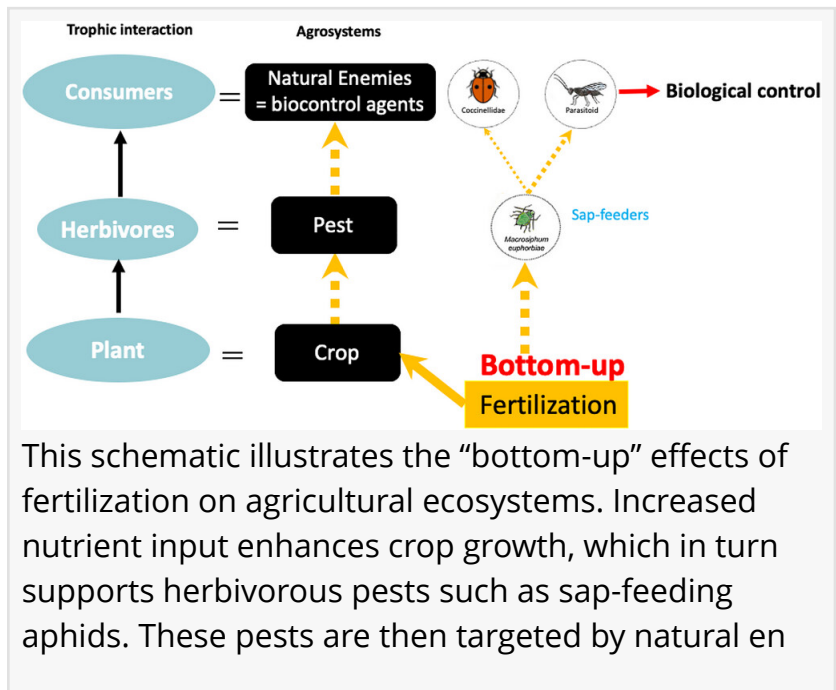 Trophic interaction
Agrosystems
Consumers
=
Natural Enemies
= biocontrol agents
Coccinellidae
Parasitoid
Biological control
Herbivores
=
Pest
Macrosiphum
euphorbiae
Sap-feeders
Plant
=
Crop
Bottom-up
Fertilization
This schematic illustrates the “bottom-up” effects of
fertilization on agricultural ecosystems. Increased
nutrient input enhances crop growth, which in turn
supports herbivorous pests such as sap-feeding
aphids. These pests are then targeted by natural en